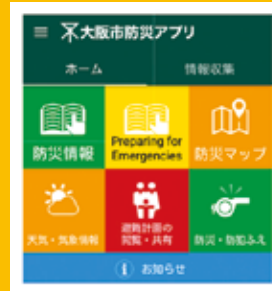 大阪市防災アプリ
ホーム 情報収集
防災情報
Preparing for
Emergencies
防災マップ
天気・気象情報
避難計画の
閲覧・共有
防災・防犯ふえ
お知らせ